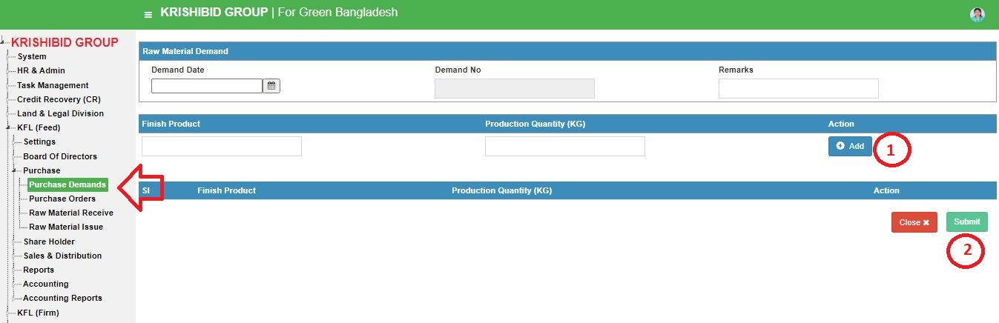 KRISHIBID GROUP | For Green Bangladesh
KRISHIBID GROUP
System
HR & Admin
Task Management
Credit Recovery (CR)
Land & Legal Division
KFL (Feed)
Settings
Board Of Directors
Purchase
Purchase Demands
Purchase Orders
Raw Material Receive
Raw Material Issue
Share Holder
Sales & Distribution
Reports
Accounting
Accounting Reports
KFL (Firm)
Raw Material Demand
Demand Date Demand No Remarks
Finish Product Production Quantity (KG) Action
Add 1
Sl Finish Product Production Quantity (KG) Action
Close Submit
2